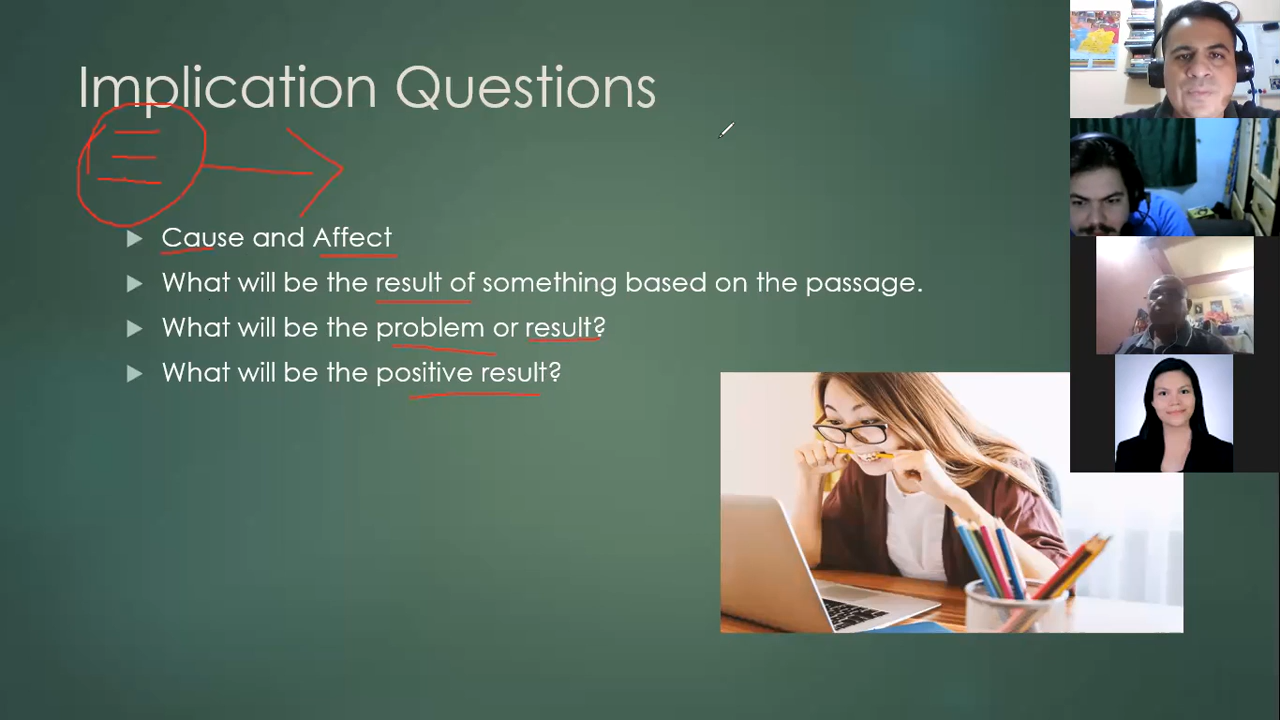 Implication Questions
Cause and Affect
What will be the result of something based on the passage.
What will be the problem or result?
What will be the positive result?